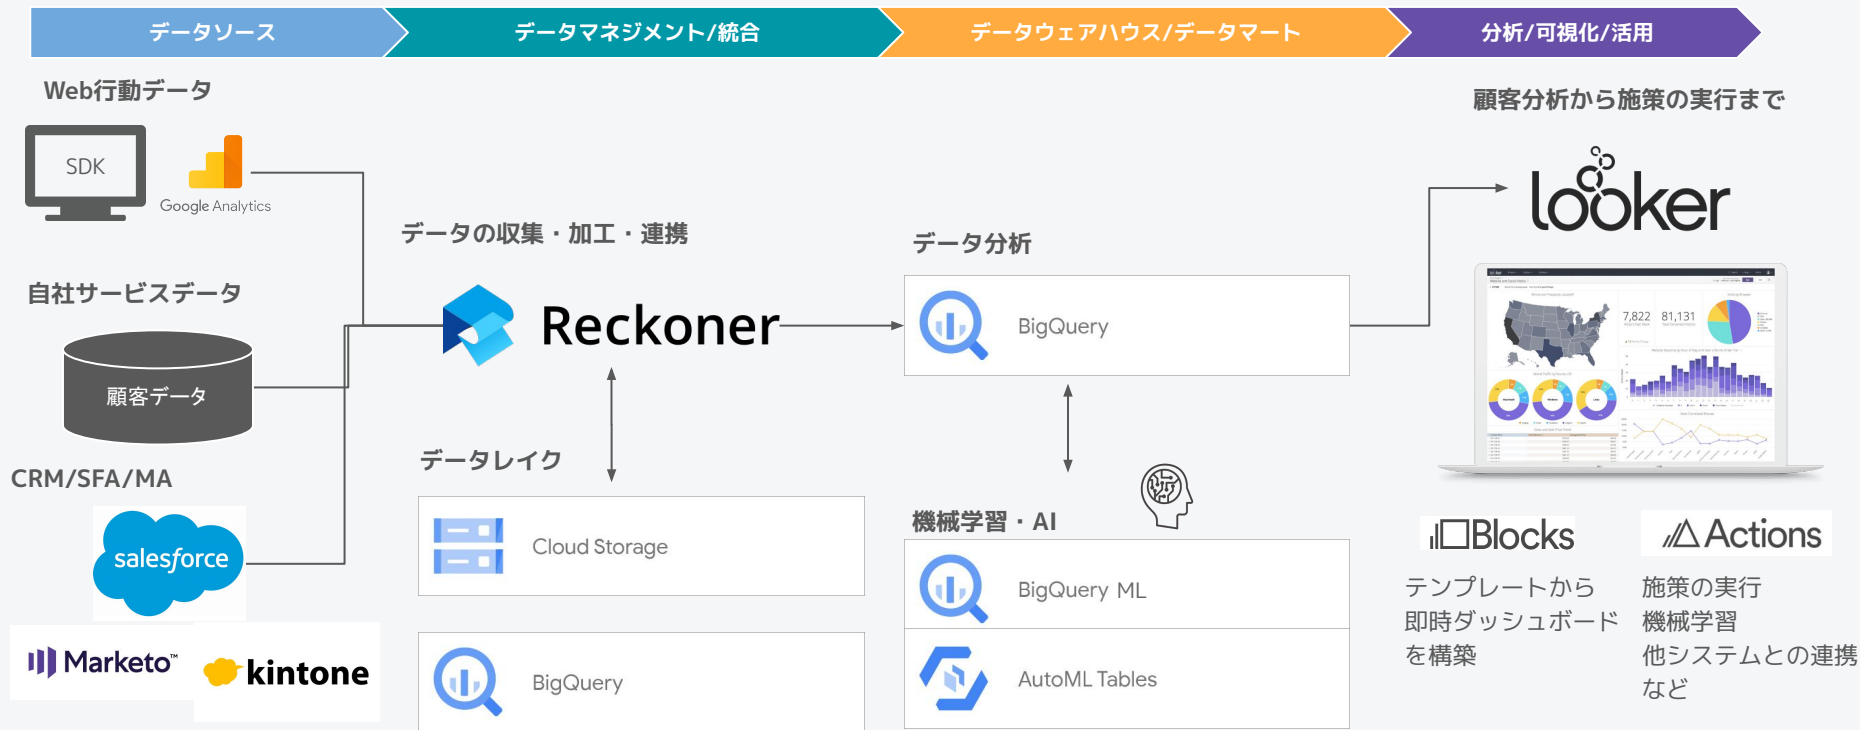 データソース
データマネジメント/統合
データウェアハウス/データマート
分析/可視化/活用
Web行動データ
SDK
Google Analytics
自社サービスデータ
顧客データ
CRM/SFA/MA
salesforce
Marketo™
kintone
データの収集・加工・連携
Reckoner
データレイク
Cloud Storage
BigQuery
データ分析
BigQuery
機械学習・AI
BigQuery ML
AutoML Tables
顧客分析から施策の実行まで
looker
7,822
81,131
Blocks
テンプレートから
即時ダッシュボード
を構築
Actions
施策の実行
機械学習
他システムとの連携
など